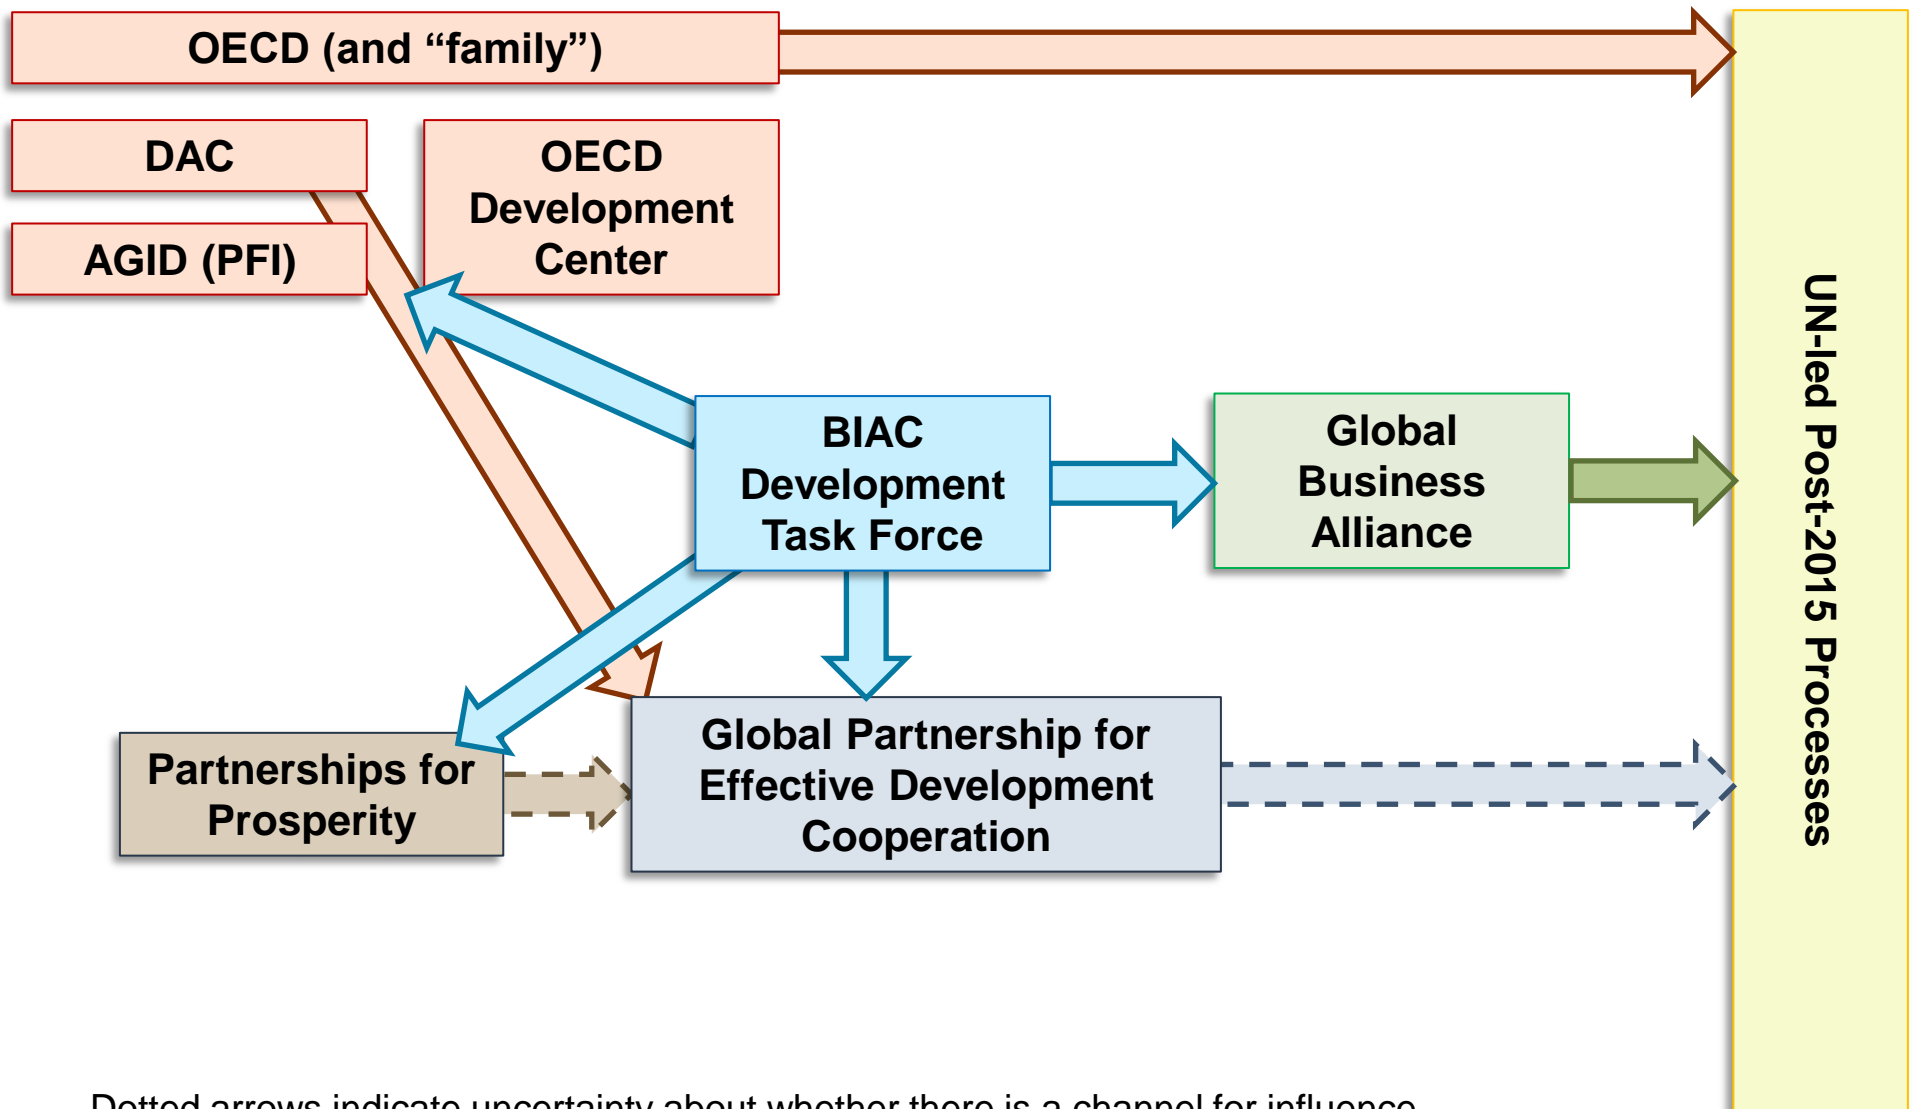 OECD (and “family”)
DAC
OECD
Development
Center
AGID (PFI)
BIAC
Development
Task Force
Global
Business
Alliance
UN-led Post-2015 Processes
Partnerships for
Prosperity
Global Partnership for
Effective Development
Cooperation
Dotted arrows indicate uncertainty about whether there is a channel for influence